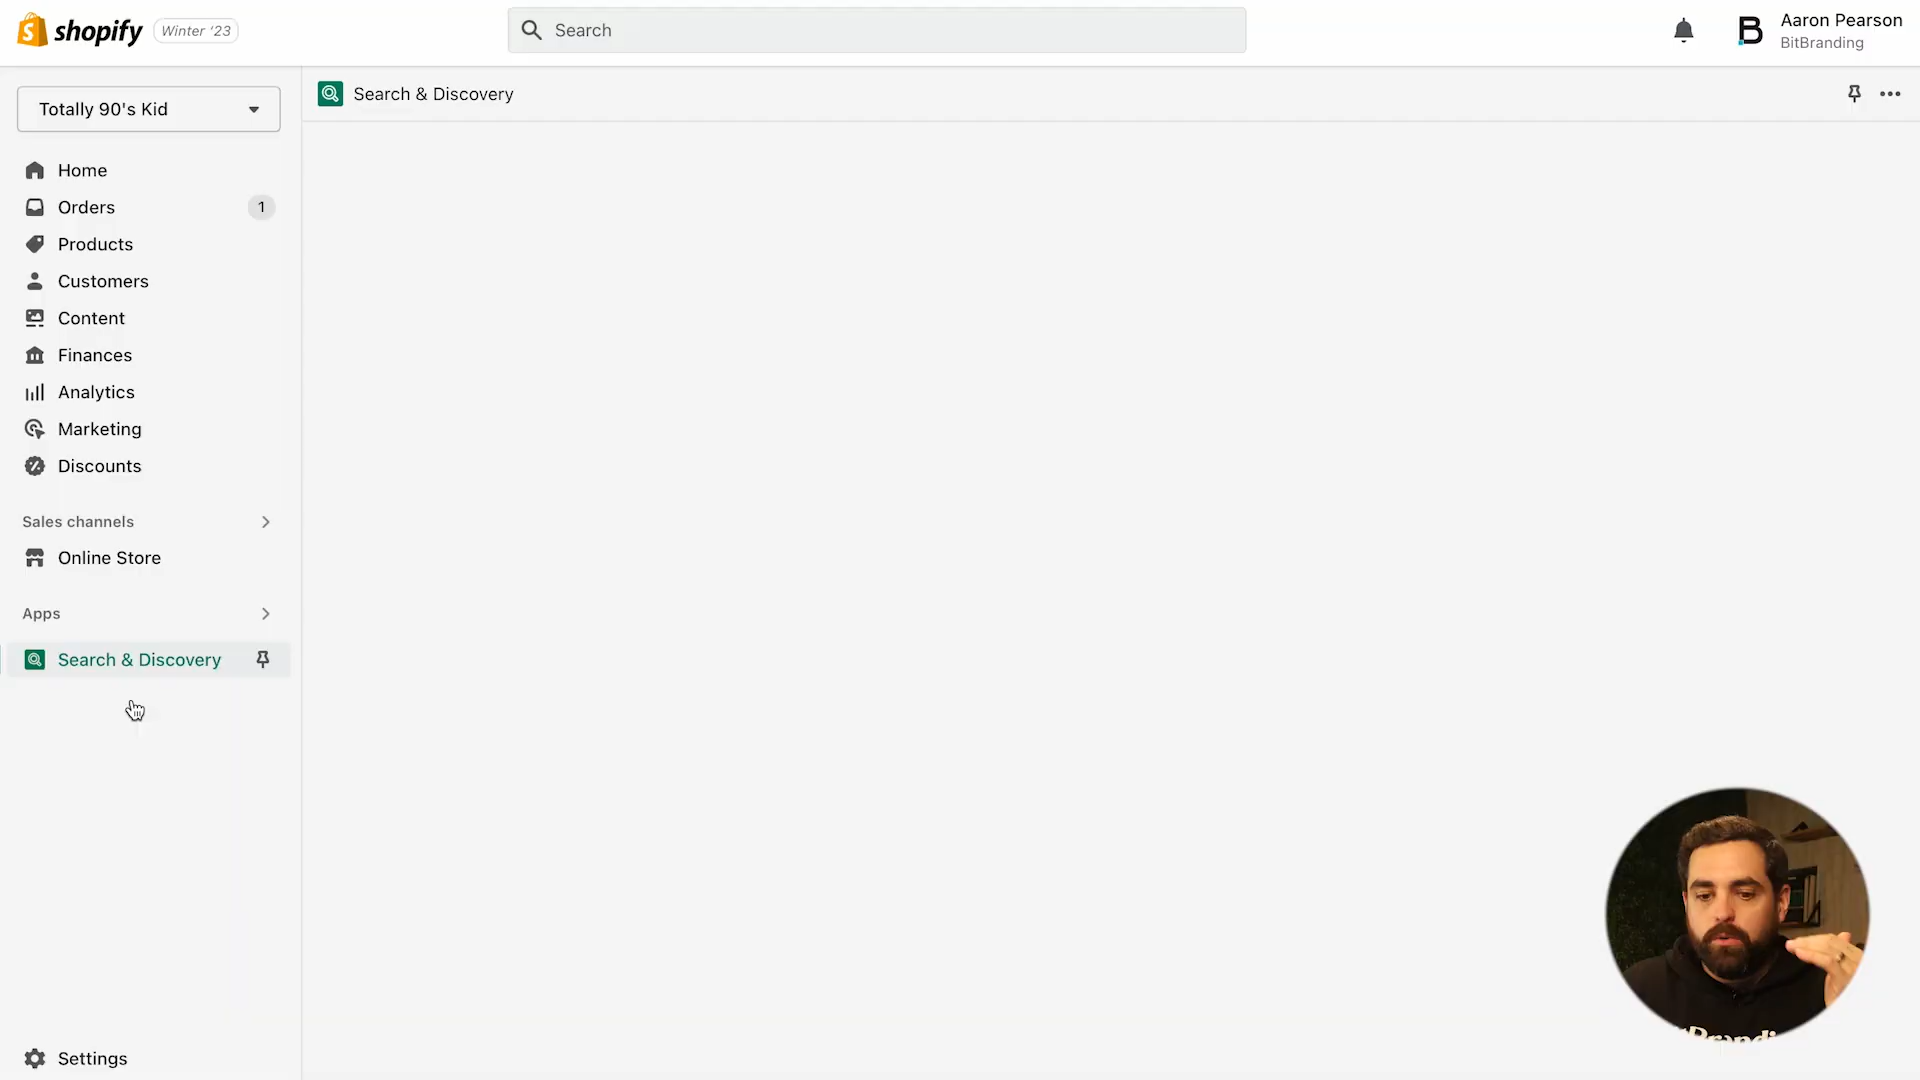 shopify
Winter '23
Search
Aaron Pearson
BitBranding
Totally 90's Kid
Search & Discovery
Home
Orders
1
Products
Customers
Content
Finances
Analytics
Marketing
Discounts
Sales channels
Online Store
Apps
Search & Discovery
Settings